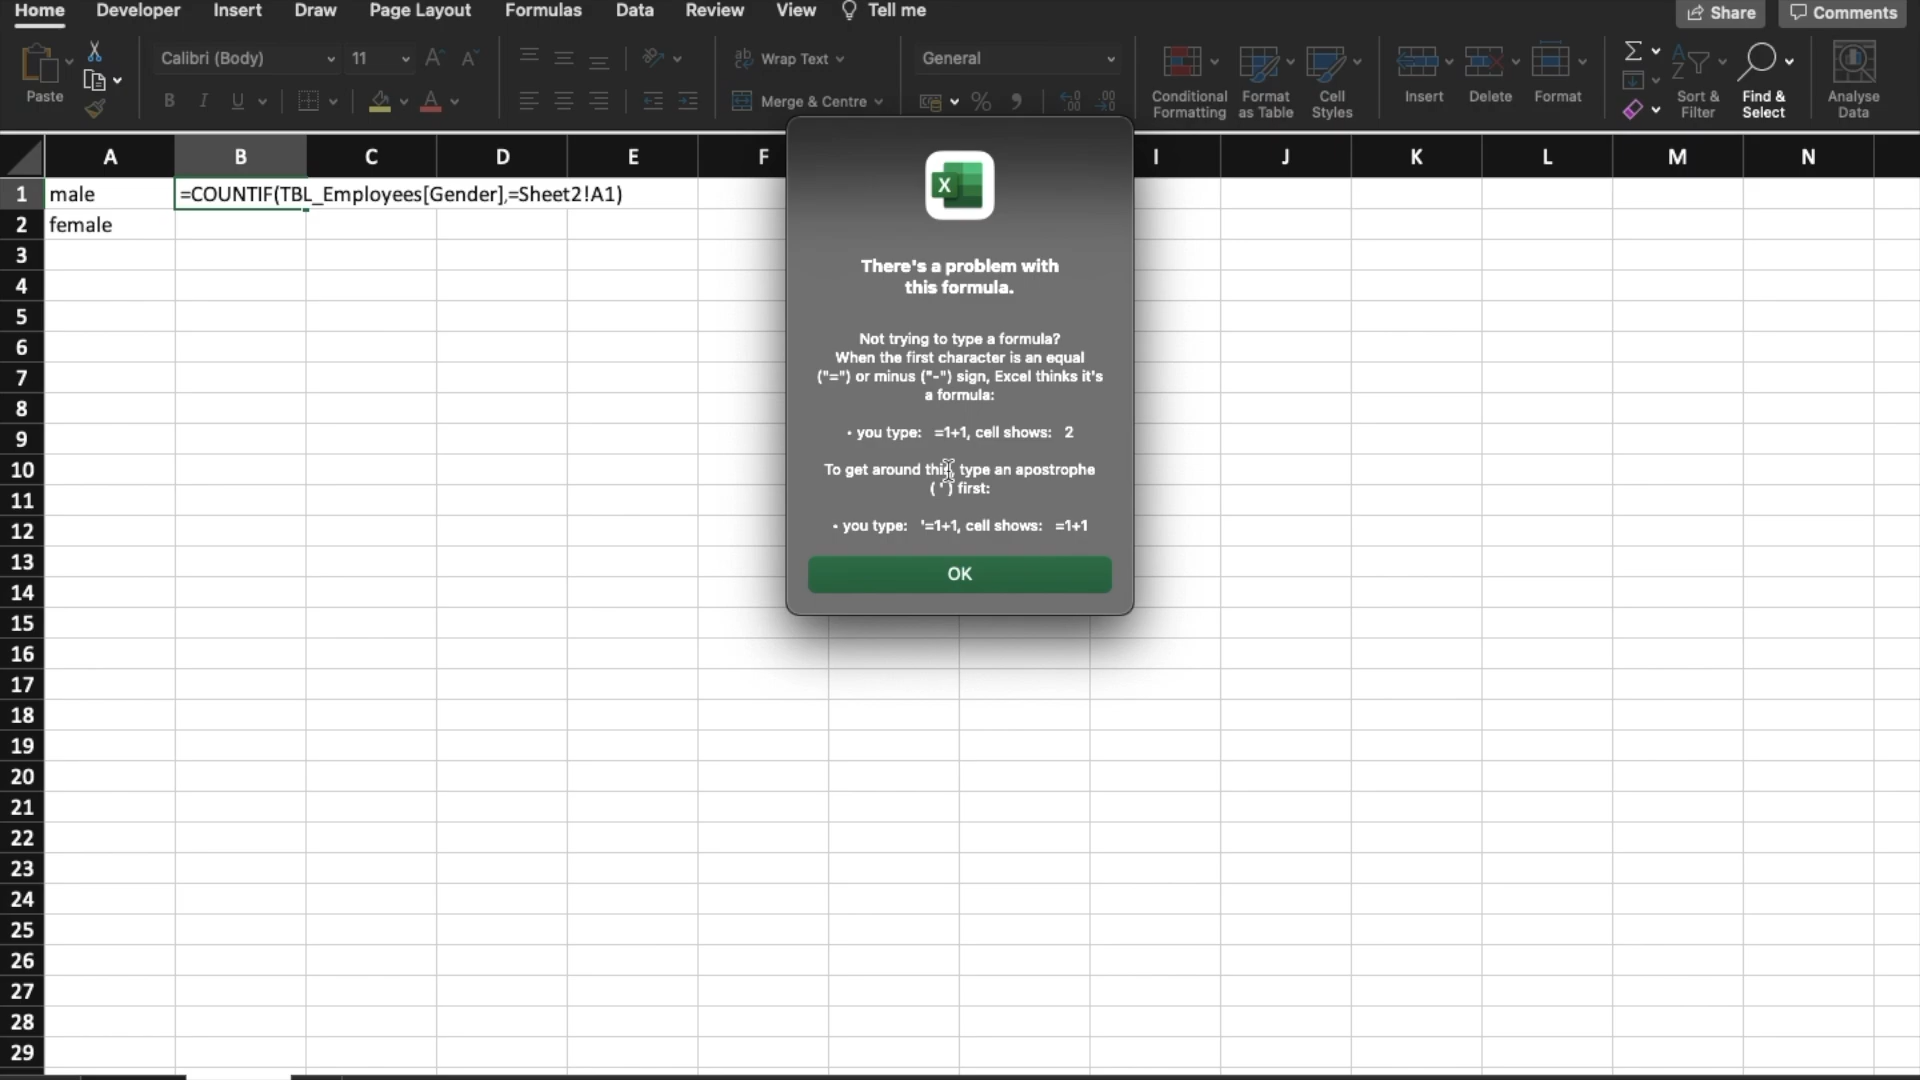 Home Developer Insert Draw Page Layout Formulas Data Review View Tell me Share Comments
Calibri (Body) 11 A A ab Wrap Text General
Paste B I U A Merge & Centre % Conditional Formatting Format as Table Cell Styles Insert Delete Format Sort & Filter Find & Select Analyse Data
A B C D E F I J K L M N
1 male =COUNTIF(TBL_Employees[Gender],=Sheet2!A1)
2 female
3
4
5
6
7
8
9
10
11
12
13
14
15
16
17
18
19
20
21
22
23
24
25
26
27
28
29
X
There's a problem with
this formula.
Not trying to type a formula?
When the first character is an equal
("=") or minus ("-") sign, Excel thinks it's
a formula:
• you type: =1+1, cell shows: 2
To get around this, type an apostrophe
( ' ) first:
• you type: '=1+1, cell shows: =1+1
OK